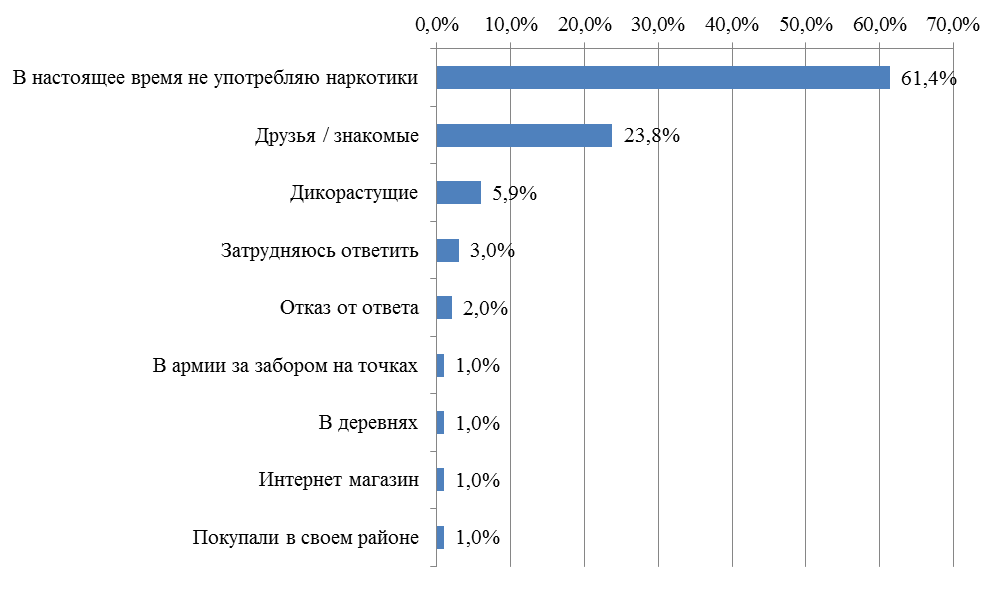 0,0% 10,0% 20,0% 30,0% 40,0% 50,0% 60,0% 70,0%
В настоящее время не употребляю наркотики 61,4%
Друзья / знакомые 23,8%
Дикорастущие 5,9%
Затрудняюсь ответить 3,0%
Отказ от ответа 2,0%
В армии за забором на точках 1,0%
В деревнях 1,0%
Интернет магазин 1,0%
Покупали в своем районе 1,0%